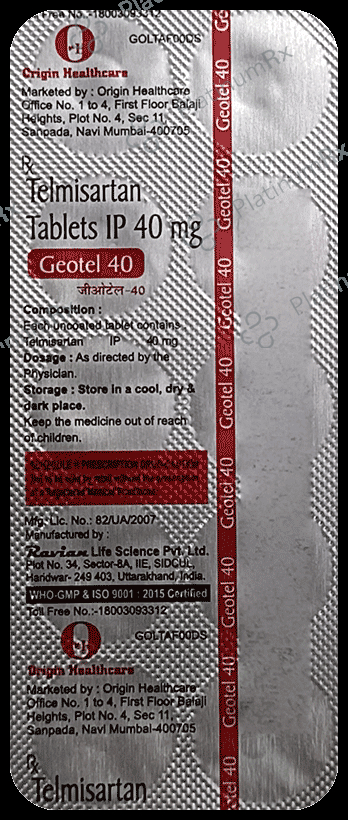 Toll Free No.:-18003093312
GOLTAF00DS
Origin Healthcare
Marketed by : Origin Healthcare
Office No. 1 to 4, First Floor Balaji
Heights, Plot No. 4, Sec 11,
Sanpada, Navi Mumbai-400705
Rx
Telmisartan
Tablets IP 40 mg
Geotel 40
जीओटेल-40
Composition :
Each uncoated tablet contains
Telmisartan IP 40 mg
Dosage : As directed by the
Physician.
Storage : Store in a cool, dry &
dark place.
Keep the medicine out of reach
of children.
Mfg. Lic. No.: 82/UA/2007
Manufactured by :
Ravian Life Science Pvt. Ltd.
Plot No. 34, Sector-8A, IIE, SIDCUL,
Haridwar- 249 403, Uttarakhand, India.
WHO-GMP & ISO 9001 : 2015 Certified
Toll Free No.:-18003093312
GOLTAF00DS
Origin Healthcare
Marketed by : Origin Healthcare
Office No. 1 to 4, First Floor Balaji
Heights, Plot No. 4, Sec 11,
Sanpada, Navi Mumbai-400705
Rx
Telmisartan
Geotel 40
Geotel 40
Geotel 40
Geotel 40
Geotel 40
Geotel 40
Geotel 40
PlatinumRx